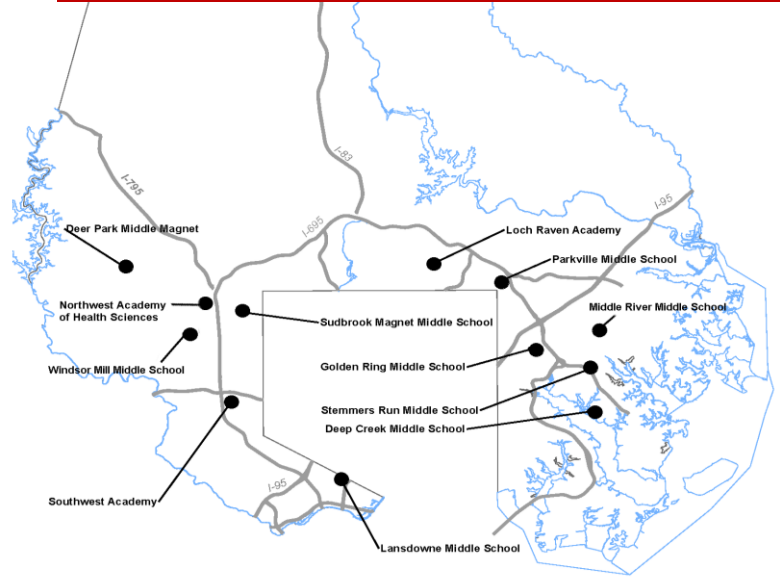 I-83
I-795
I-95
I-695
Deer Park Middle Magnet
Loch Raven Academy
Parkville Middle School
Northwest Academy
of Health Sciences
Middle River Middle School
Sudbrook Magnet Middle School
Windsor Mill Middle School
Golden Ring Middle School
Stemmers Run Middle School
Deep Creek Middle School
I-95
Southwest Academy
Lansdowne Middle School